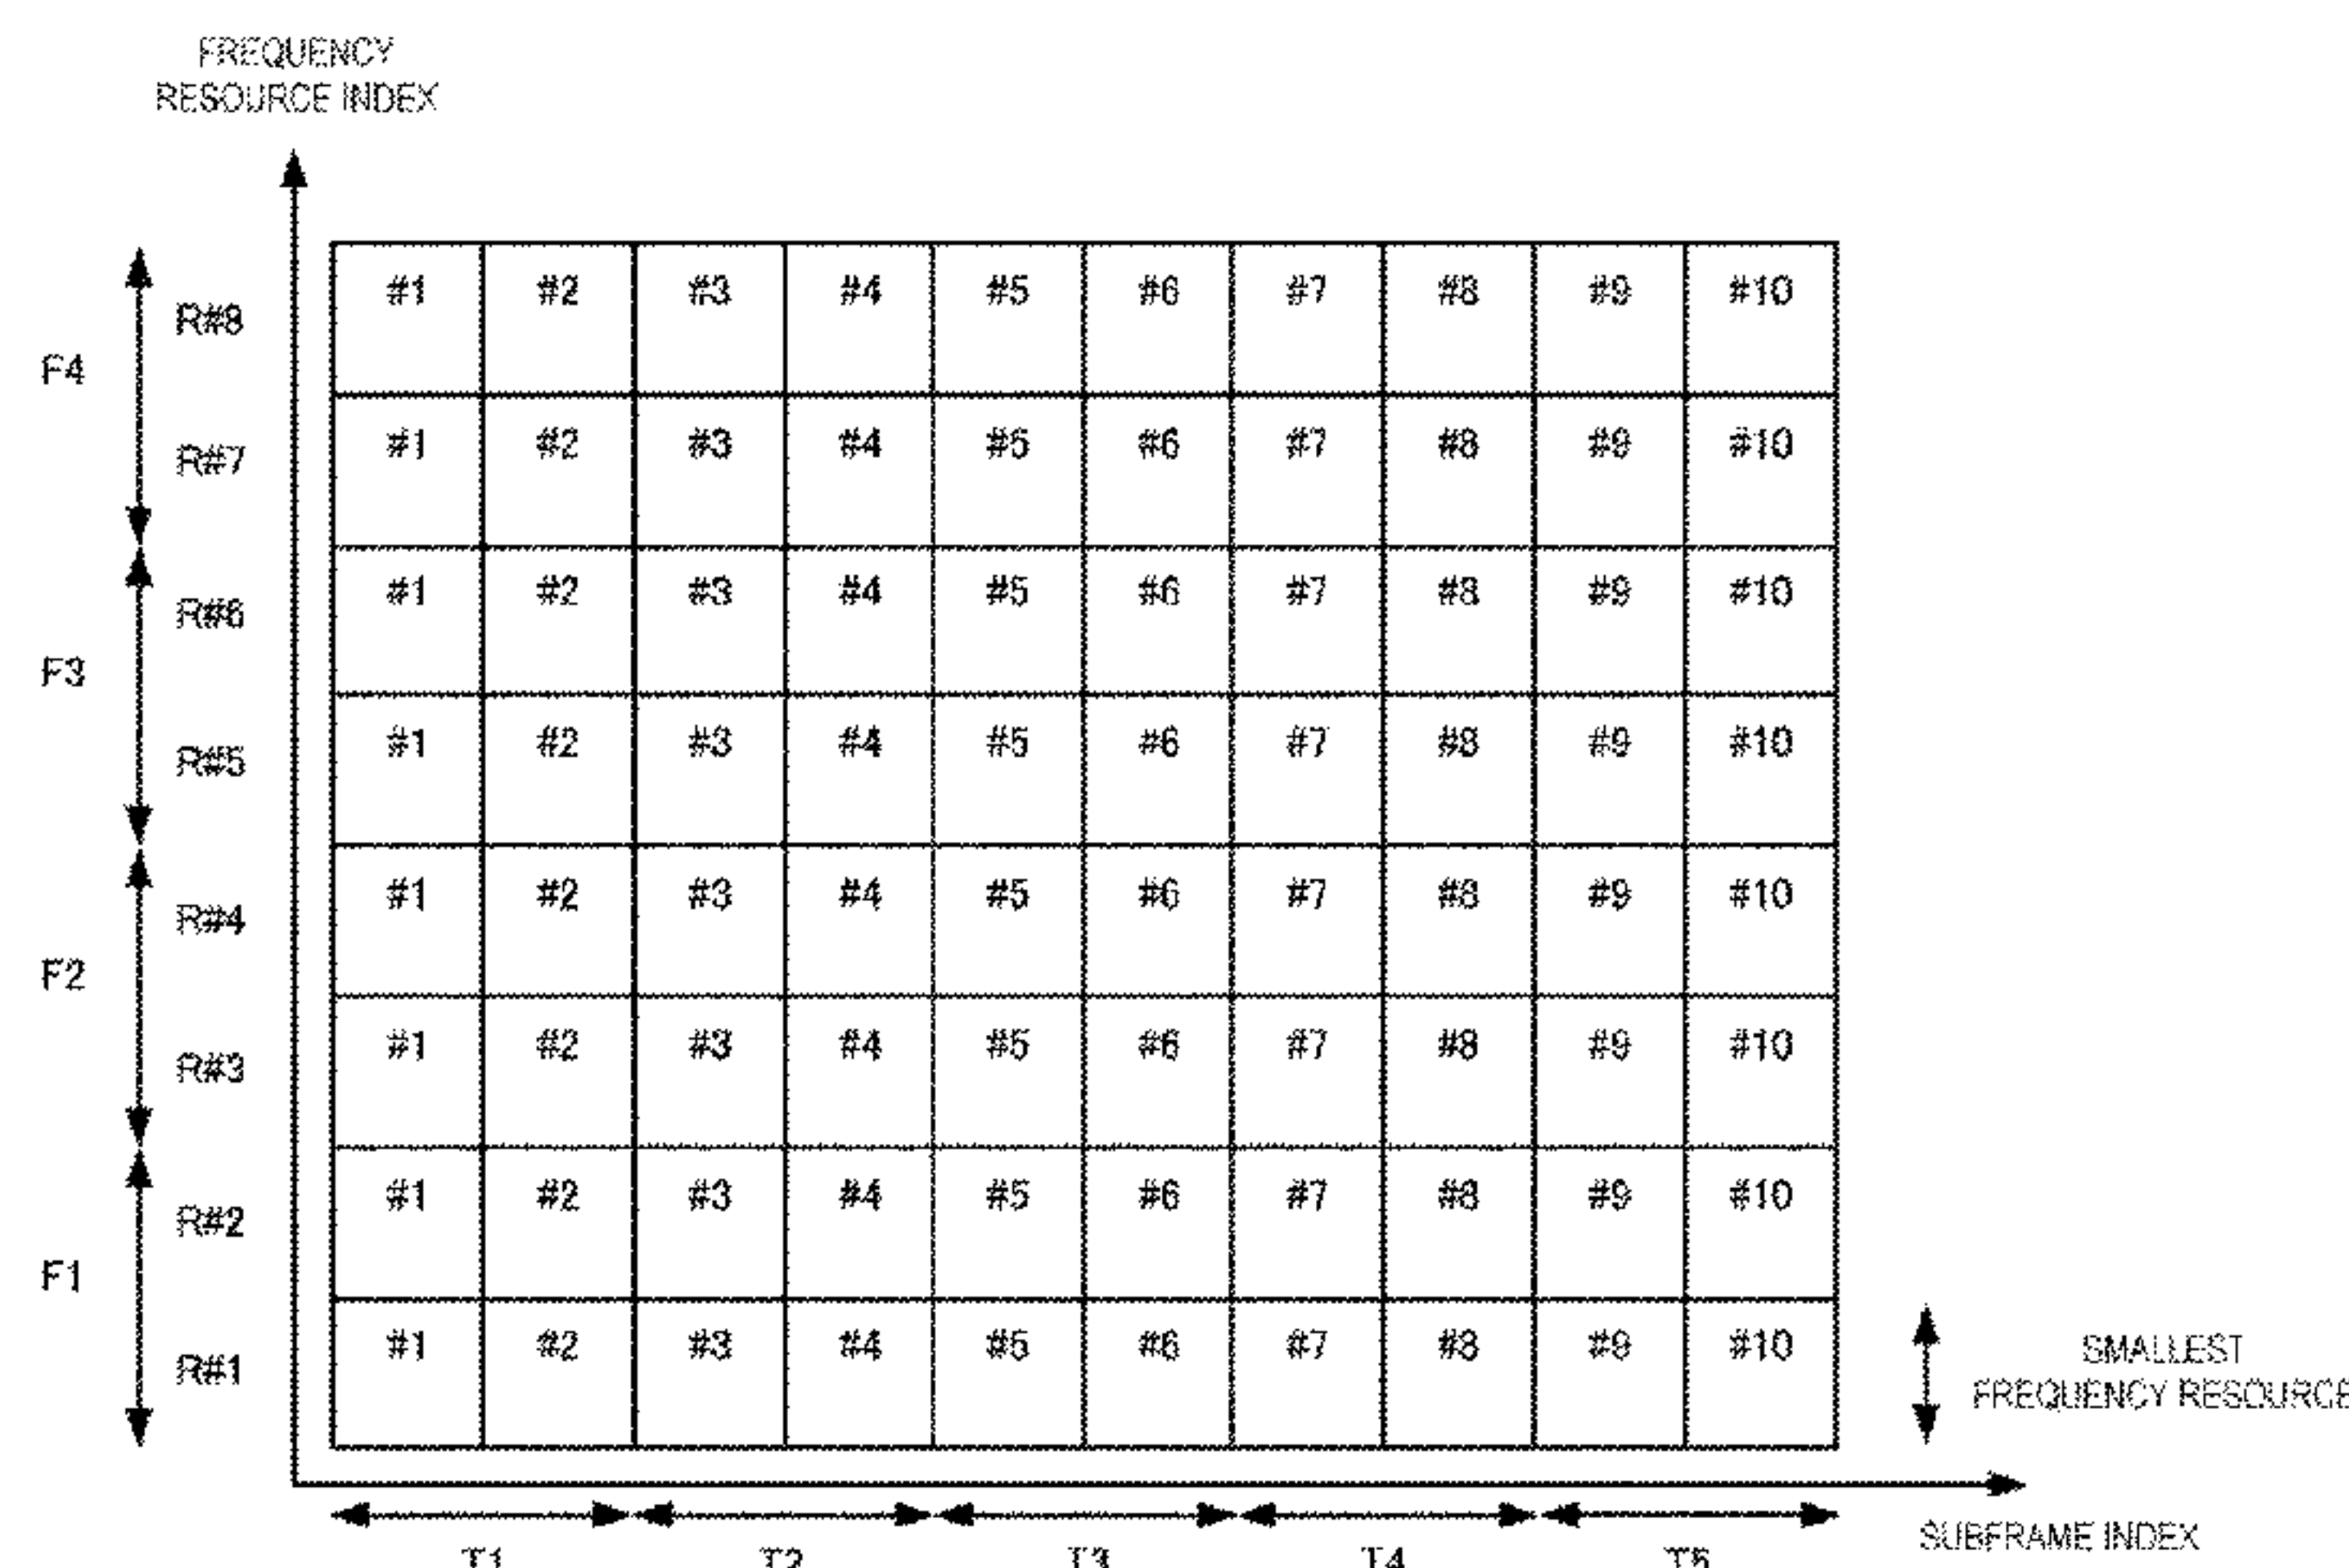 FREQUENCY
RESOURCE INDEX
#1 #2 #3 #4 #5 #6 #7 #8 #9 #10
R#8
F4
#1 #2 #3 #4 #5 #6 #7 #8 #9 #10
R#7
#1 #2 #3 #4 #5 #6 #7 #8 #9 #10
R#6
F3
#1 #2 #3 #4 #5 #6 #7 #8 #9 #10
R#5
#1 #2 #3 #4 #5 #6 #7 #8 #9 #10
R#4
F2
#1 #2 #3 #4 #5 #6 #7 #8 #9 #10
R#3
#1 #2 #3 #4 #5 #6 #7 #8 #9 #10
R#2
F1
#1 #2 #3 #4 #5 #6 #7 #8 #9 #10
R#1
SMALLEST
FREQUENCY RESOURCE
SUBFRAME INDEX
T1 T2 T3 T4 T5